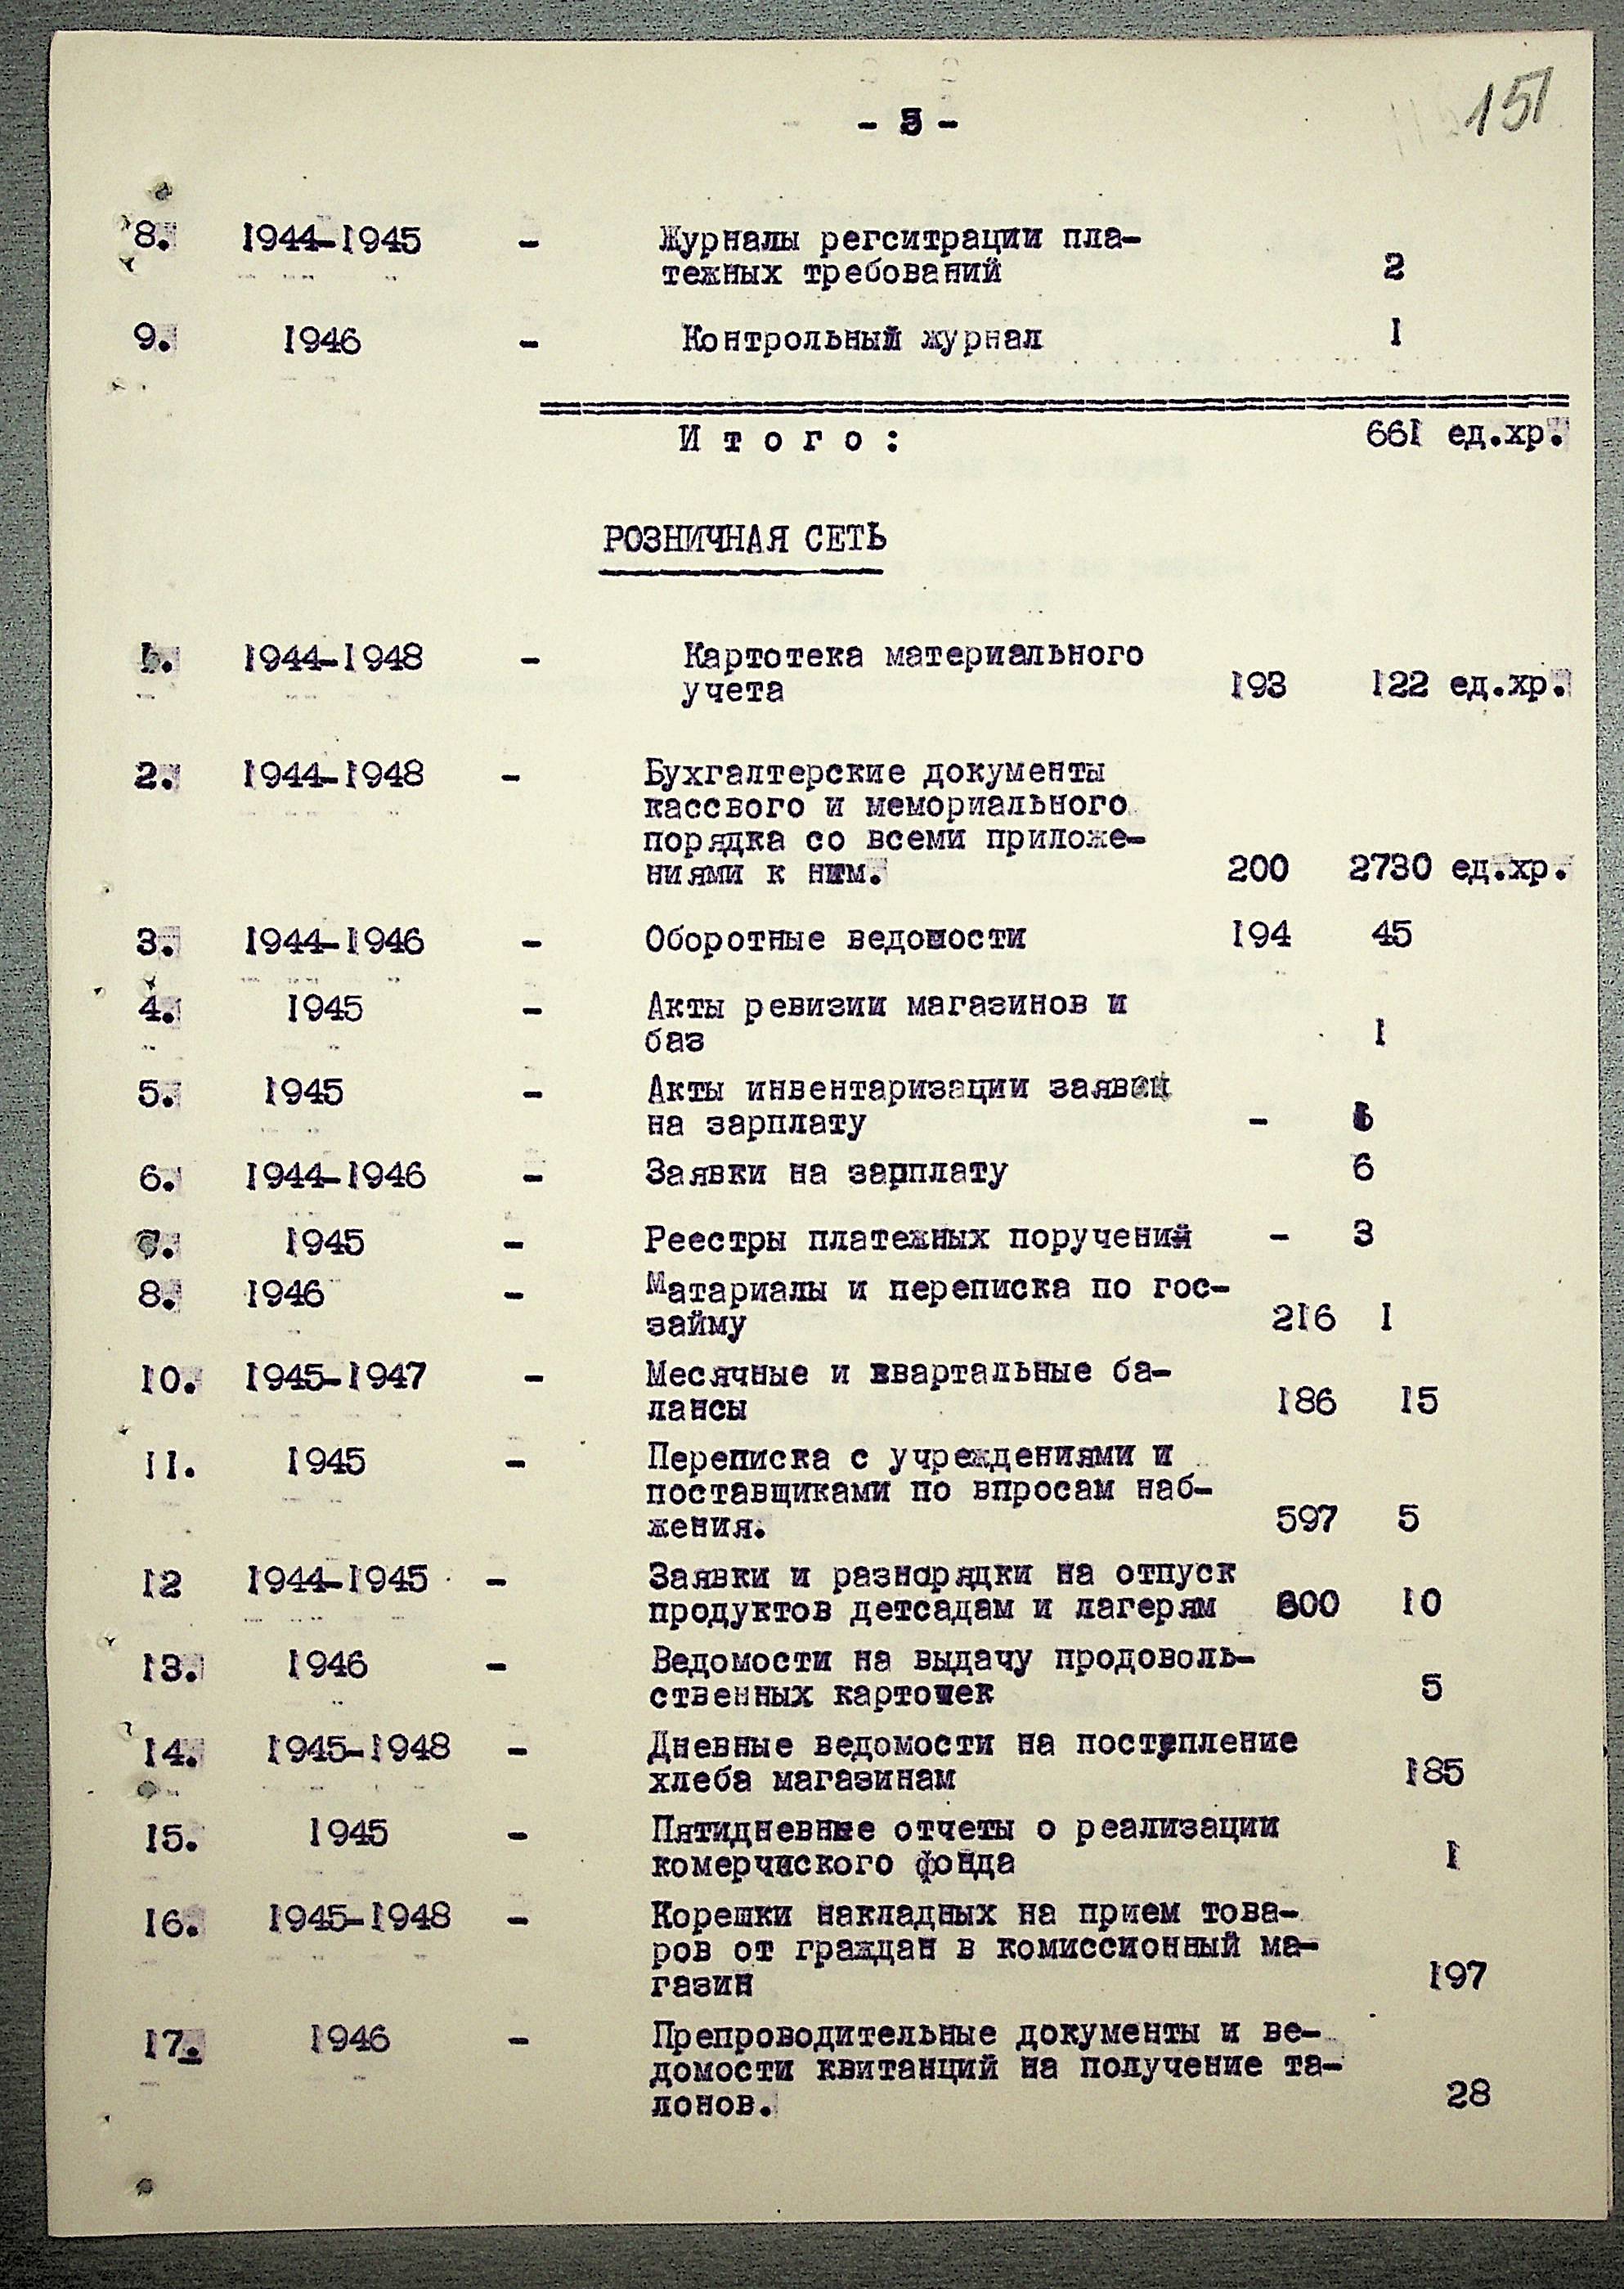 151
- 5 -
8. 1944-1945 - Журналы регситрации пла-
тежных требований 2
9. 1946 - Контрольный журнал 1
И т о г о : 661 ед.хр.
РОЗНИЧНАЯ СЕТЬ
1. 1944-1948 - Картотека материального
учета 193 122 ед.хр.
2. 1944-1948 - Бухгалтерские документы
кассвого и мемориального
порядка со всеми приложе-
ниями к ним. 200 2730 ед.хр.
3. 1944-1946 - Оборотные ведомости 194 45
4. 1945 - Акты ревизии магазинов и
баз 1
5. 1945 - Акты инвентаризации
на зарплату -
6. 1944-1946 - Заявки на зарплату 6
7. 1945 - Реестры платежных поручений - 3
8. 1946 - Матариалы и переписка по гос-
займу 216 1
10. 1945-1947 - Месячные и квартальные ба-
лансы 186 15
11. 1945 - Переписка с учреждениями и
поставщиками по впросам наб-
жения. 597 5
12 1944-1945 - Заявки и разнорядки на отпуск
продуктов детсадам и лагерям 600 10
13. 1946 - Ведомости на выдачу продоволь-
ственных карточек 5
14. 1945-1948 - Дневные ведомости на поступление
хлеба магазинам 185
15. 1945 - Пятидневные отчеты о реализации
комерчиского фонда 1
16. 1945-1948 - Корешки накладных на прием това-
ров от граждан в комиссионный ма-
газин 197
17. 1946 - Препроводительные документы и ве-
домости квитанций на получение та-
лонов. 28